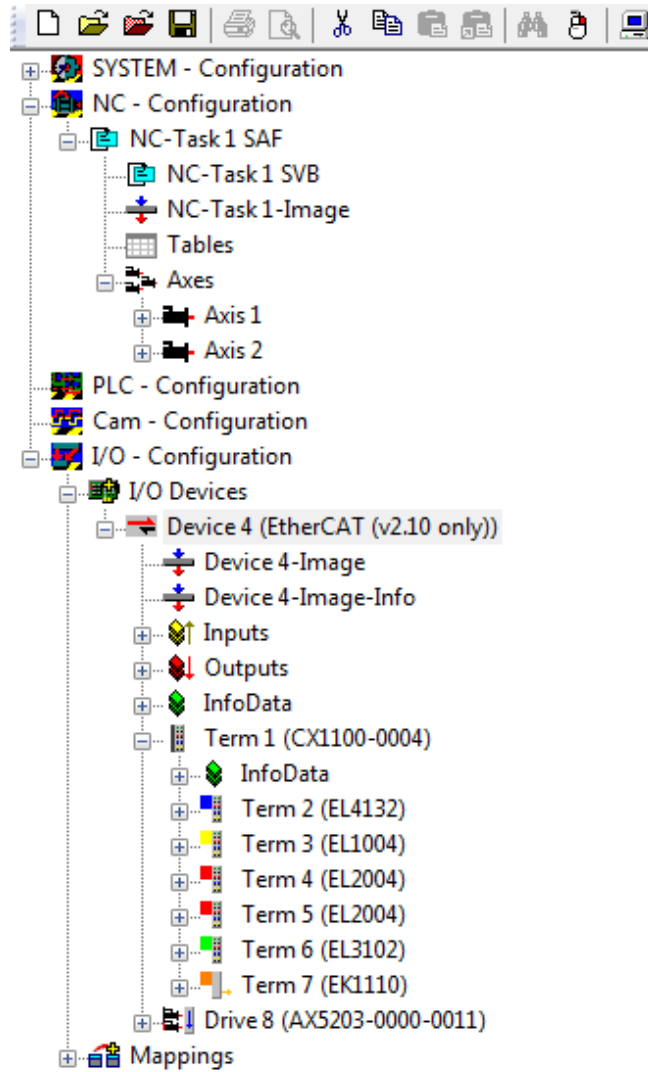 SYSTEM - Configuration
NC - Configuration
NC-Task 1 SAF
NC-Task 1 SVB
NC-Task 1-Image
Tables
Axes
Axis 1
Axis 2
PLC - Configuration
Cam - Configuration
I/O - Configuration
I/O Devices
Device 4 (EtherCAT (v2.10 only))
Device 4-Image
Device 4-Image-Info
Inputs
Outputs
InfoData
Term 1 (CX1100-0004)
InfoData
Term 2 (EL4132)
Term 3 (EL1004)
Term 4 (EL2004)
Term 5 (EL2004)
Term 6 (EL3102)
Term 7 (EK1110)
Drive 8 (AX5203-0000-0011)
Mappings